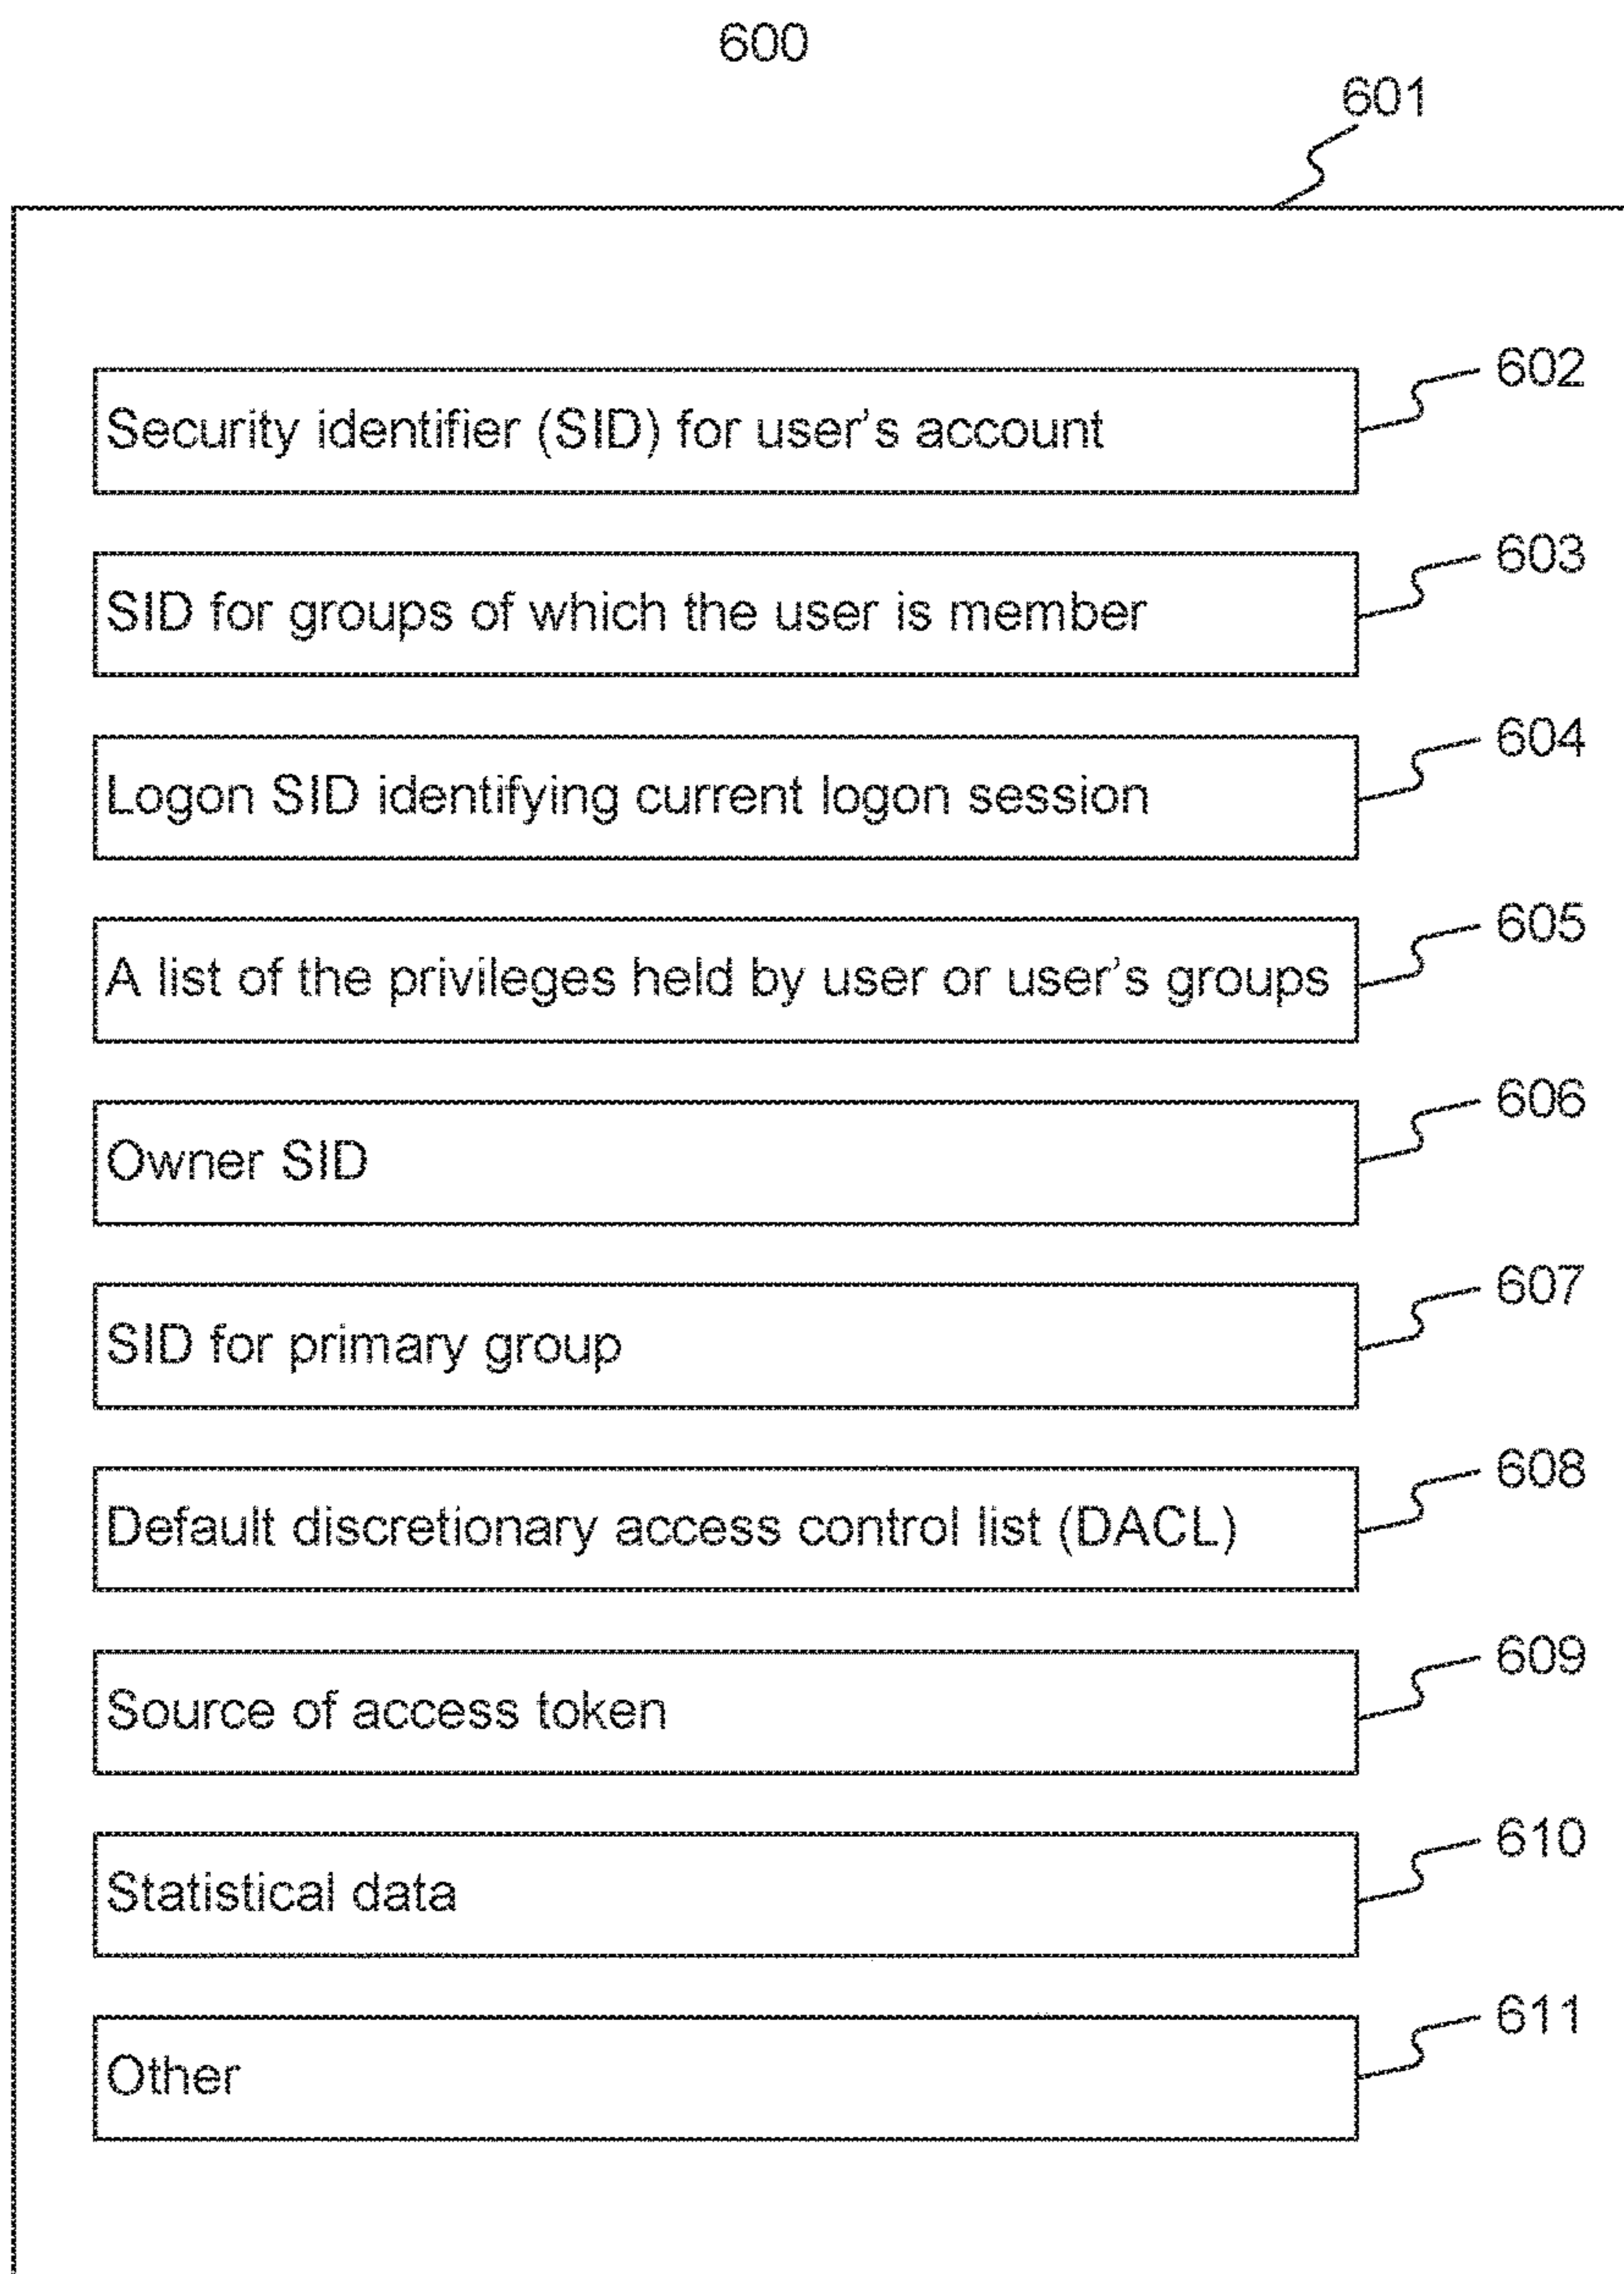 600
601
602
Security identifier (SID) for user's account
603
SID for groups of which the user is member
604
Logon SID identifying current logon session
605
A list of the privileges held by user or user's groups
606
Owner SID
607
SID for primary group
608
Default discretionary access control list (DACL)
609
Source of access token
610
Statistical data
611
Other